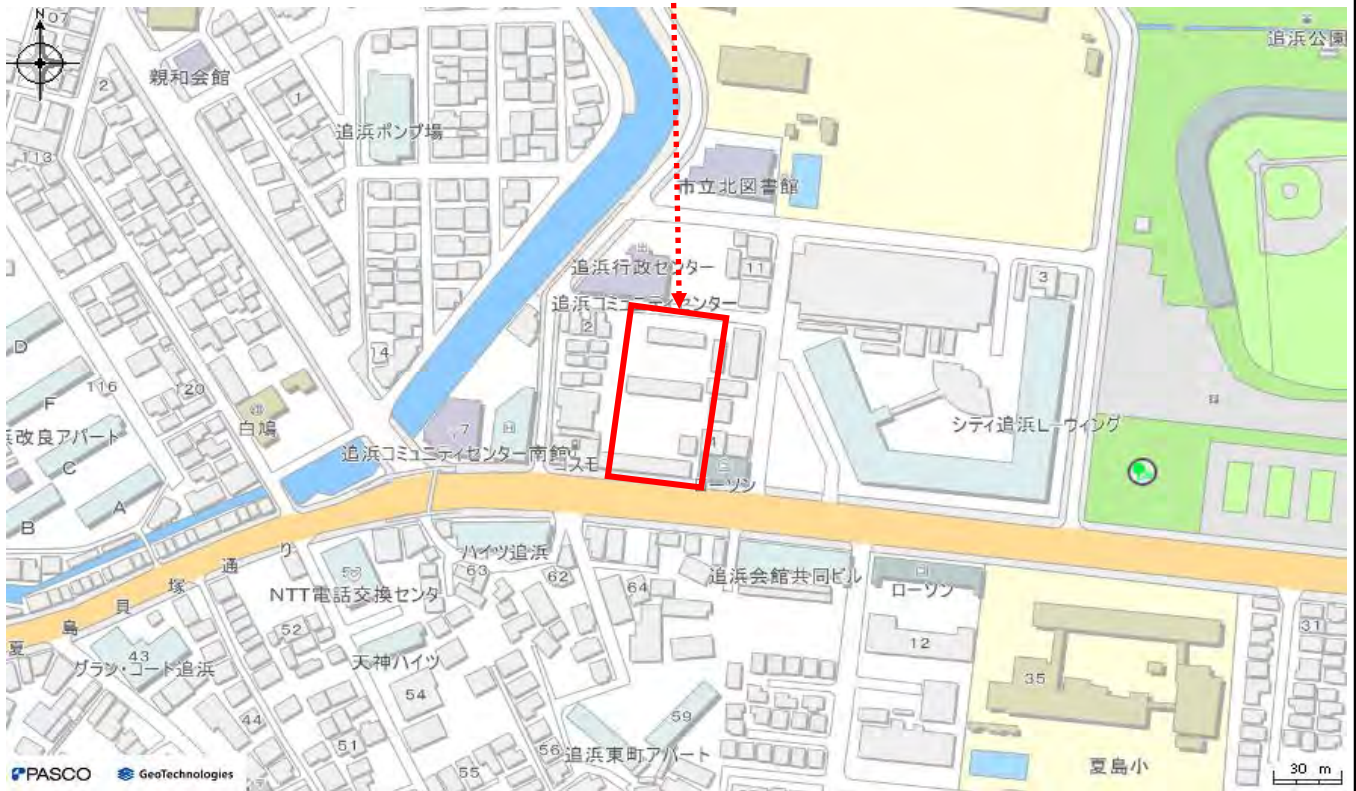 107
N
追浜公園
親和会館
2
1
追浜ポンプ場
113
市立北図書館
追浜行政センター
11
3
追浜コミュニティセンター
2
D
14
116
120
F
白鳩
シティ追浜L-ウィング
改良アパート
C
7
追浜コミュニティセンター南館
コスモ
1
ローソン
A
B
ハイツ追浜
り
通
塚
貝
島
夏
53
63
62
64
追浜会館共同ビル
ローソン
NTT電話交換センタ
52
12
31
43
天神ハイツ
グラン・コート追浜
54
35
44
59
51
56
追浜東町アパート
55
夏島小
PASCO
GeoTechnologies
30 m